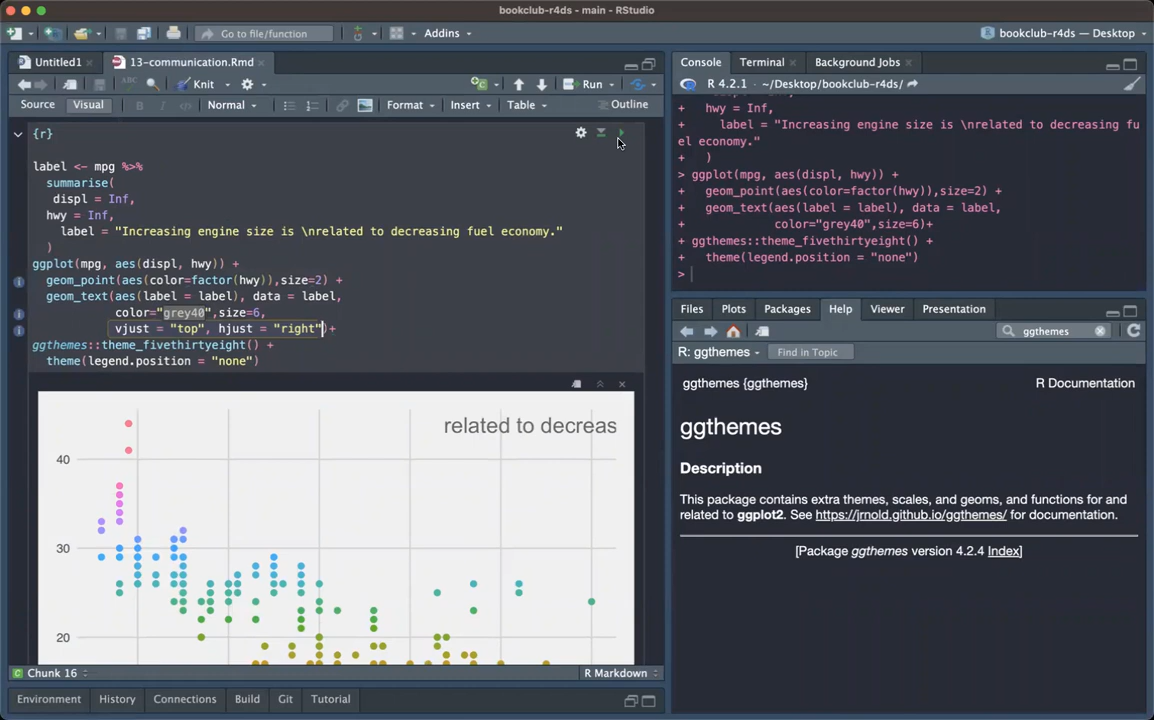 bookclub-r4ds - main - RStudio
Go to file/function
Addins
bookclub-r4ds — Desktop
Untitled1
13-communication.Rmd
ABC
Knit
Run
Source
Visual
B
I
Normal
Format
Insert
Table
Outline
{r}
label <- mpg %>%
summarise(
displ = Inf,
hwy = Inf,
label = "Increasing engine size is \nrelated to decreasing fuel economy."
)
ggplot(mpg, aes(displ, hwy)) +
geom_point(aes(color=factor(hwy)),size=2) +
geom_text(aes(label = label), data = label,
color="grey40",size=6,
vjust = "top", hjust = "right")+
ggthemes::theme_fivethirtyeight() +
theme(legend.position = "none")
related to decreas
40
30
20
Chunk 16
R Markdown
Environment
History
Connections
Build
Git
Tutorial
Console
Terminal
Background Jobs
R 4.2.1 · ~/Desktop/bookclub-r4ds/
+ hwy = Inf,
+ label = "Increasing engine size is \nrelated to decreasing fu
el economy."
+ )
> ggplot(mpg, aes(displ, hwy)) +
+ geom_point(aes(color=factor(hwy)),size=2) +
+ geom_text(aes(label = label), data = label,
+ color="grey40",size=6)+
+ ggthemes::theme_fivethirtyeight() +
+ theme(legend.position = "none")
>
Files
Plots
Packages
Help
Viewer
Presentation
ggthemes
R: ggthemes
Find in Topic
ggthemes {ggthemes}
R Documentation
ggthemes
Description
This package contains extra themes, scales, and geoms, and functions for and
related to ggplot2. See https://jrnold.github.io/ggthemes/ for documentation.
[Package ggthemes version 4.2.4 Index]